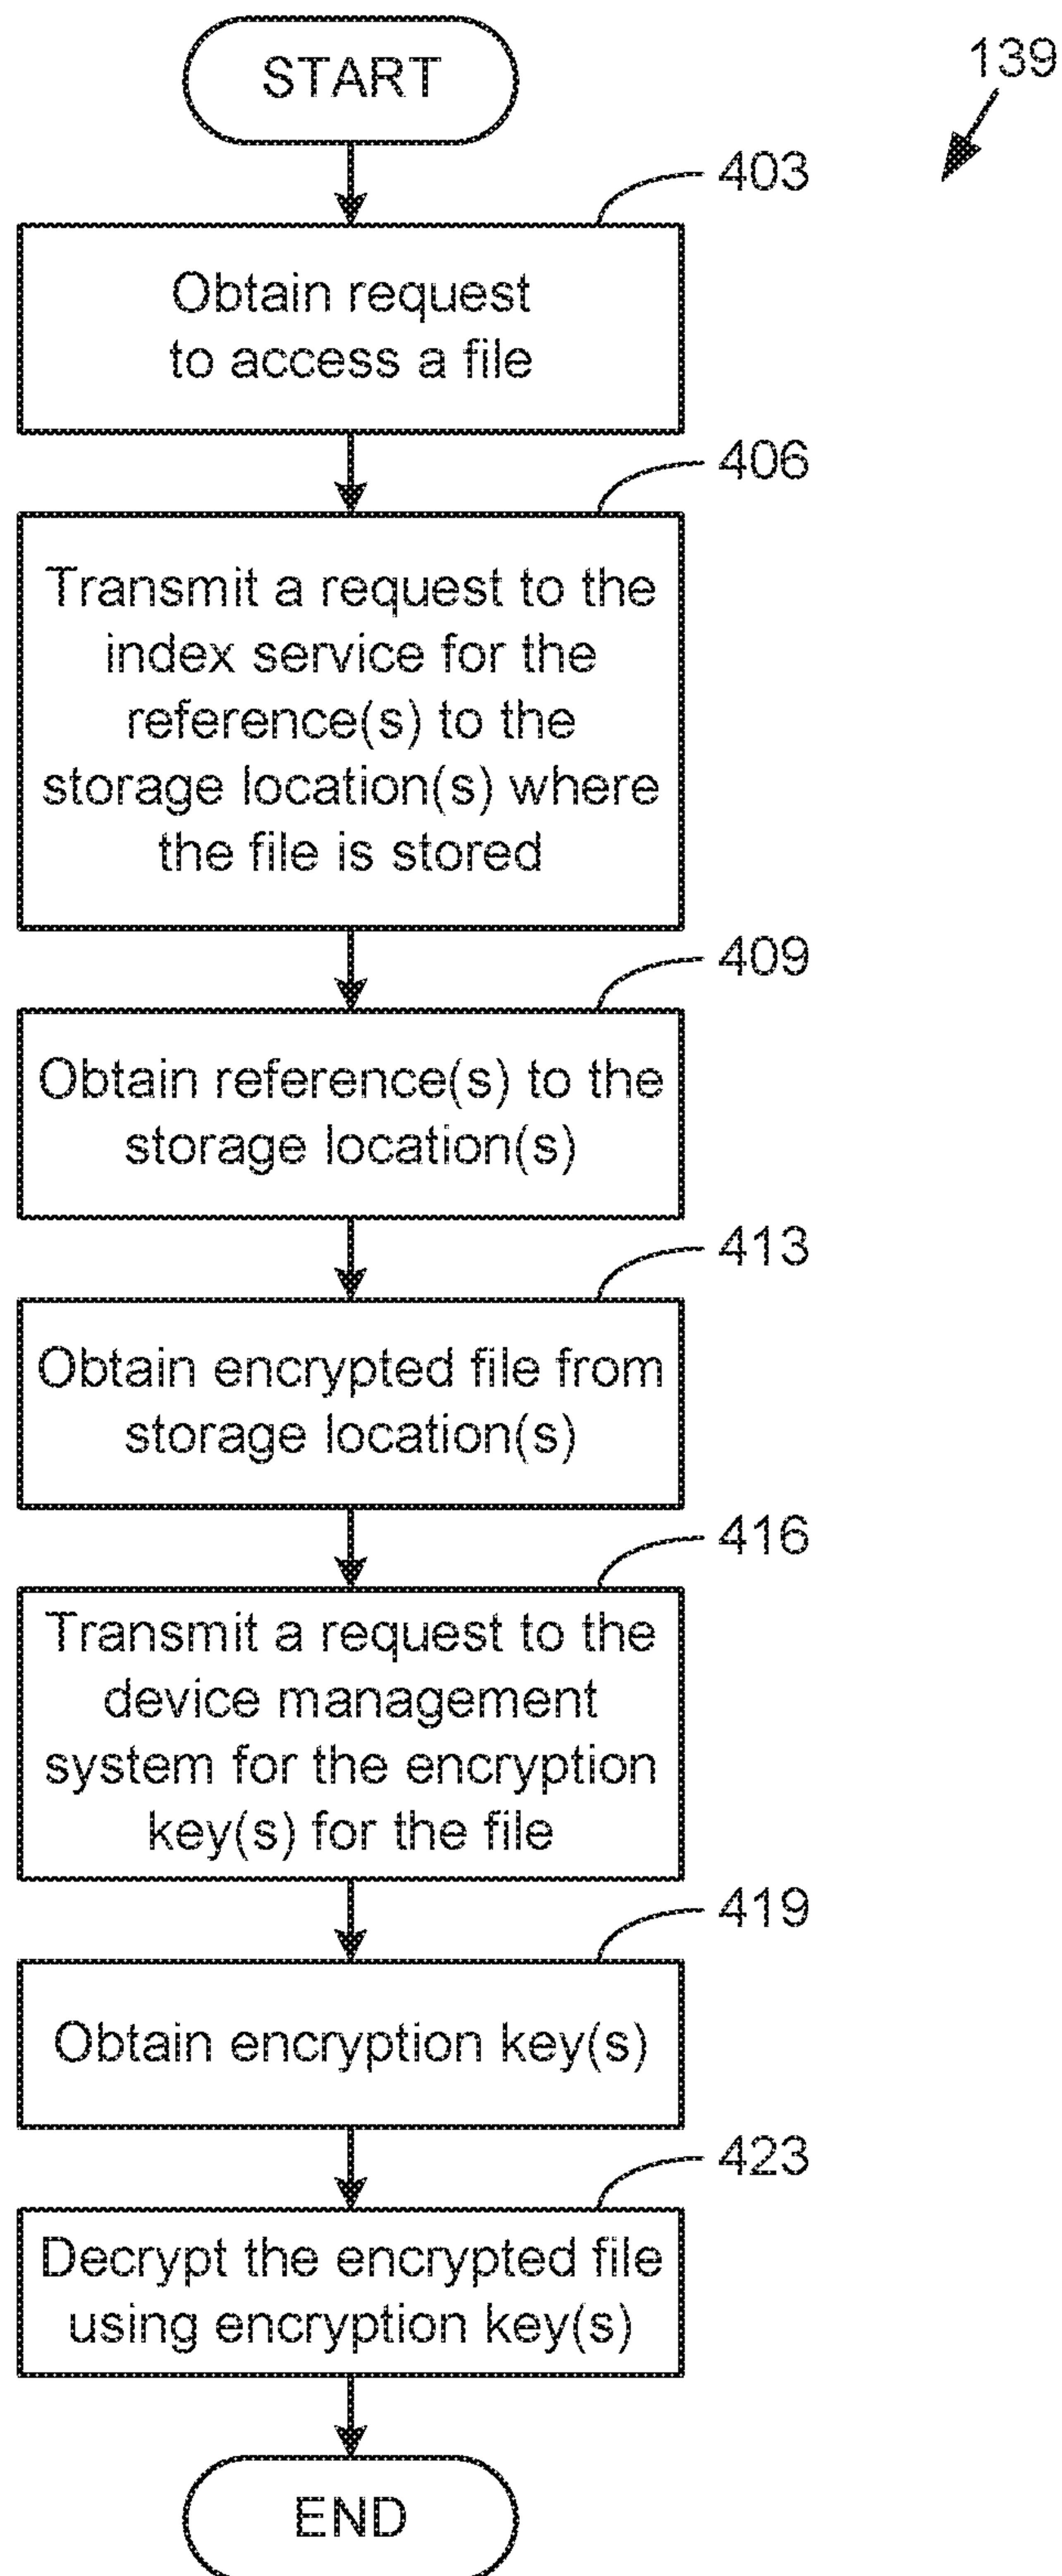 START
139
403
Obtain request
to access a file
406
Transmit a request to the
index service for the
reference(s) to the
storage location(s) where
the file is stored
409
Obtain reference(s) to the
storage location(s)
413
Obtain encrypted file from
storage location(s)
416
Transmit a request to the
device management
system for the encryption
key(s) for the file
419
Obtain encryption key(s)
423
Decrypt the encrypted file
using encryption key(s)
END